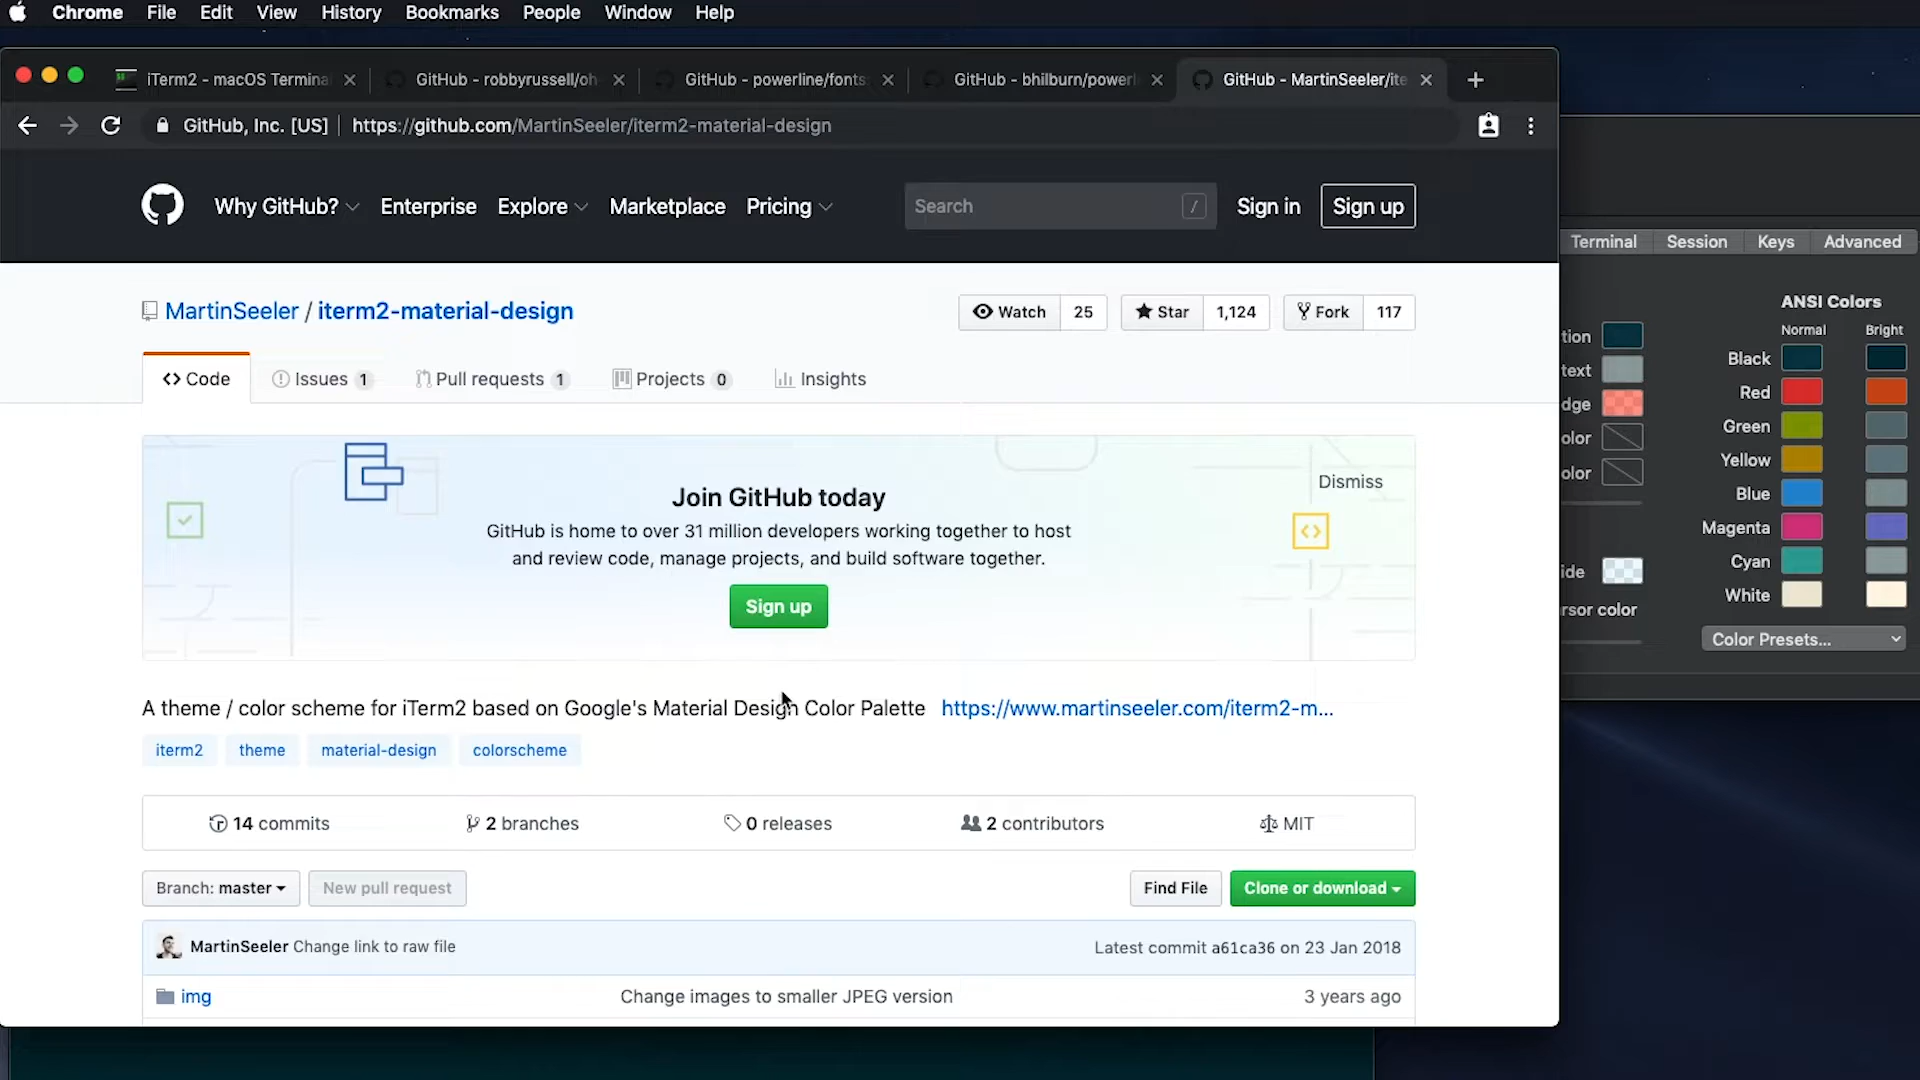 Chrome File Edit View History Bookmarks People Window Help
iTerm2 - macOS Termina
GitHub - robbyrussell/oh
GitHub - powerline/fonts
GitHub - bhilburn/powerl
GitHub - MartinSeeler/ite
GitHub, Inc. [US] https://github.com/MartinSeeler/iterm2-material-design
Why GitHub? Enterprise Explore Marketplace Pricing Search / Sign in Sign up
MartinSeeler / iterm2-material-design
Watch 25 Star 1,124 Fork 117
Code Issues 1 Pull requests 1 Projects 0 Insights
Join GitHub today
Dismiss
GitHub is home to over 31 million developers working together to host
and review code, manage projects, and build software together.
Sign up
A theme / color scheme for iTerm2 based on Google's Material Design Color Palette https://www.martinseeler.com/iterm2-m...
iterm2 theme material-design colorscheme
14 commits 2 branches 0 releases 2 contributors MIT
Branch: master New pull request Find File Clone or download
MartinSeeler Change link to raw file Latest commit a61ca36 on 23 Jan 2018
img Change images to smaller JPEG version 3 years ago
Terminal Session Keys Advanced
ANSI Colors
Normal Bright
tion
text
dge
olor
olor
ide
rsor color
Black
Red
Green
Yellow
Blue
Magenta
Cyan
White
Color Presets...